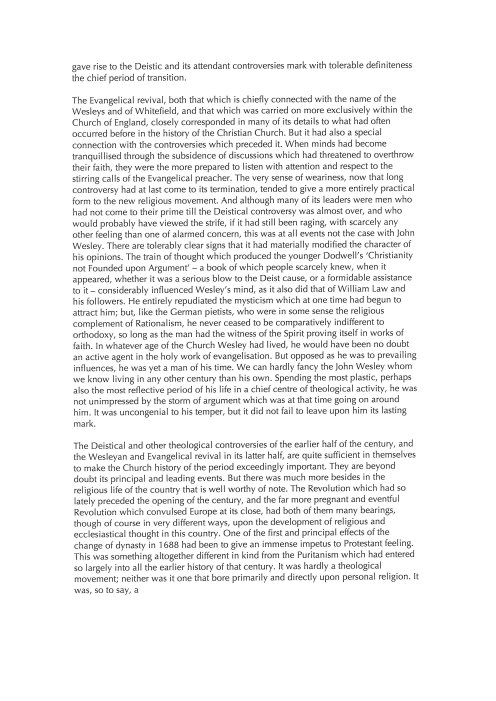 gave rise to the Deistic and its attendant controversies mark with tolerable definiteness
the chief period of transition.
The Evangelical revival, both that which is chiefly connected with the name of the
Wesleys and of Whitefield, and that which was carried on more exclusively within the
Church of England, closely corresponded in many of its details to what had often
occurred before in the history of the Christian Church. But it had also a special
connection with the controversies which preceded it. When minds had become
tranquillised through the subsidence of discussions which had threatened to overthrow
their faith, they were the more prepared to listen with attention and respect to the
stirring calls of the Evangelical preacher. The very sense of weariness, now that long
controversy had at last come to its termination, tended to give a more entirely practical
form to the new religious movement. And although many of its leaders were men who
had not come to their prime till the Deistical controversy was almost over, and who
would probably have viewed the strife, if it had still been raging, with scarcely any
other feeling than one of alarmed concern, this was at all events not the case with John
Wesley. There are tolerably clear signs that it had materially modified the character of
his opinions. The train of thought which produced the younger Dodwell's 'Christianity
not Founded upon Argument' – a book of which people scarcely knew, when it
appeared, whether it was a serious blow to the Deist cause, or a formidable assistance
to it – considerably influenced Wesley's mind, as it also did that of William Law and
his followers. He entirely repudiated the mysticism which at one time had begun to
attract him; but, like the German pietists, who were in some sense the religious
complement of Rationalism, he never ceased to be comparatively indifferent to
orthodoxy, so long as the man had the witness of the Spirit proving itself in works of
faith. In whatever age of the Church Wesley had lived, he would have been no doubt
an active agent in the holy work of evangelisation. But opposed as he was to prevailing
influences, he was yet a man of his time. We can hardly fancy the John Wesley whom
we know living in any other century than his own. Spending the most plastic, perhaps
also the most reflective period of his life in a chief centre of theological activity, he was
not unimpressed by the storm of argument which was at that time going on around
him. It was uncongenial to his temper, but it did not fail to leave upon him its lasting
mark.
The Deistical and other theological controversies of the earlier half of the century, and
the Wesleyan and Evangelical revival in its latter half, are quite sufficient in themselves
to make the Church history of the period exceedingly important. They are beyond
doubt its principal and leading events. But there was much more besides in the
religious life of the country that is well worthy of note. The Revolution which had so
lately preceded the opening of the century, and the far more pregnant and eventful
Revolution which convulsed Europe at its close, had both of them many bearings,
though of course in very different ways, upon the development of religious and
ecclesiastical thought in this country. One of the first and principal effects of the
change of dynasty in 1688 had been to give an immense impetus to Protestant feeling.
This was something altogether different in kind from the Puritanism which had entered
so largely into all the earlier history of that century. It was hardly a theological
movement; neither was it one that bore primarily and directly upon personal religion. It
was, so to say, a